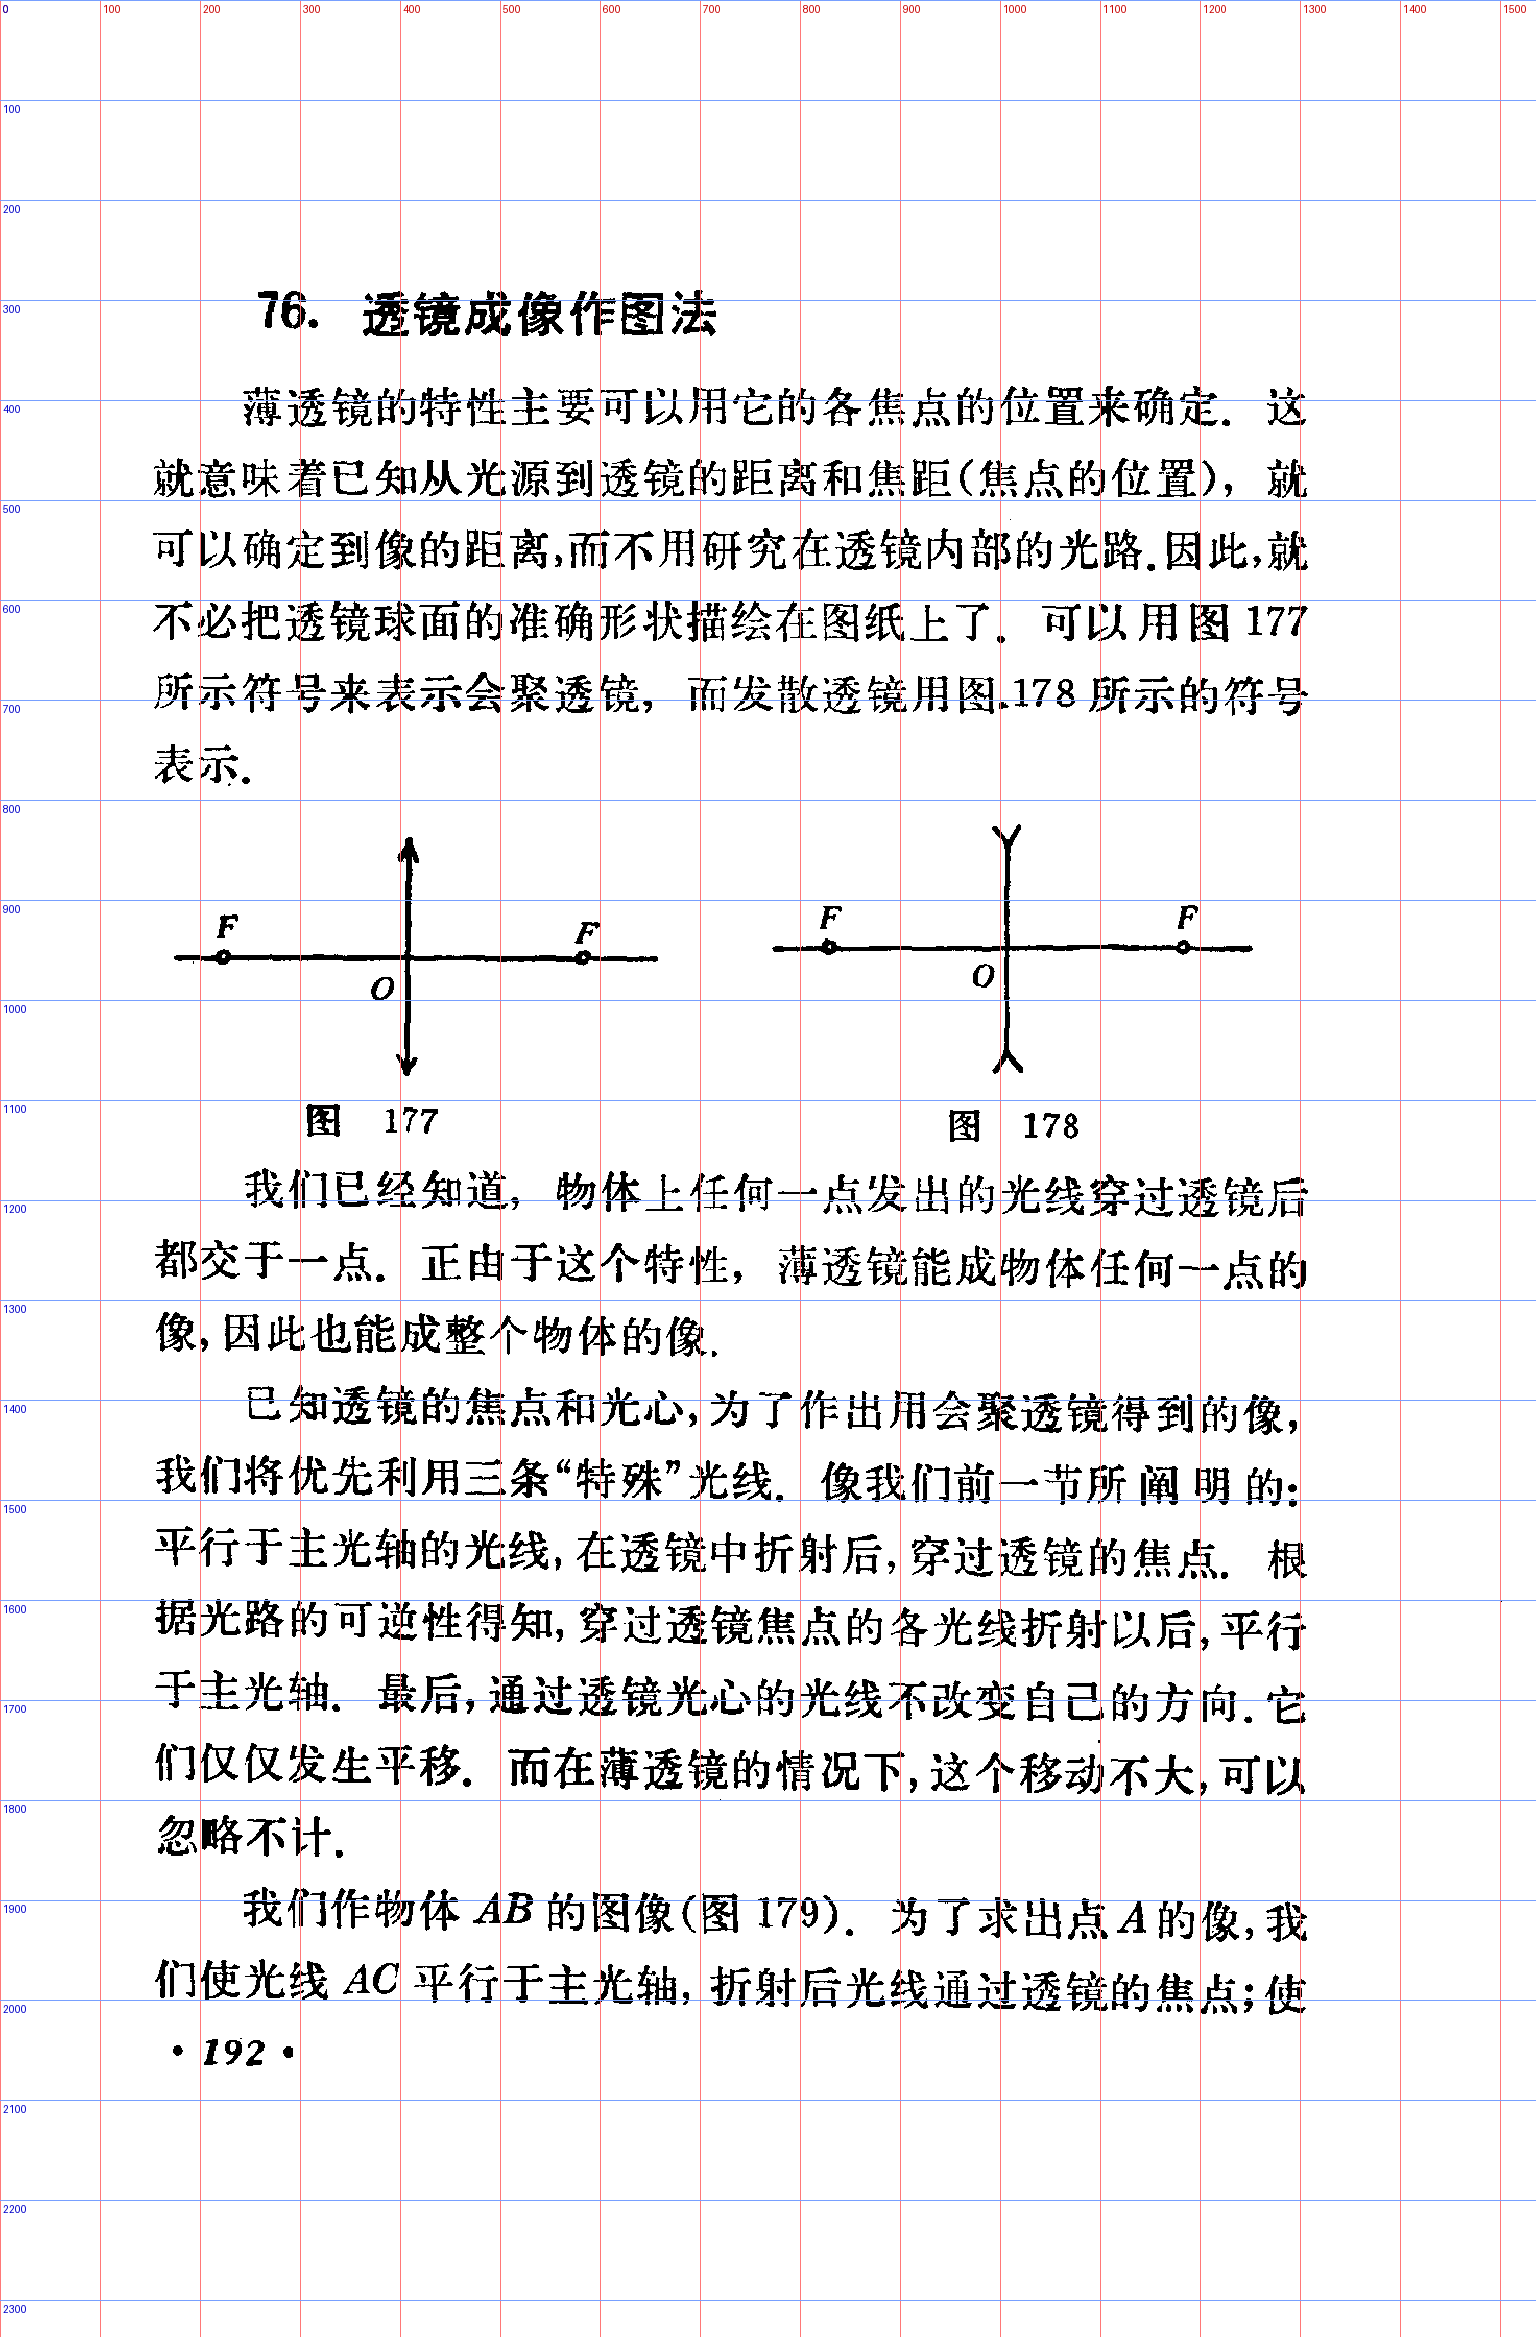 76. 透镜成像作图法
薄透镜的特性主要可以用它的各焦点的位置来确定. 这
就意味着已知从光源到透镜的距离和焦距(焦点的位置), 就
可以确定到像的距离,而不用研究在透镜内部的光路.因此,就
不必把透镜球面的准确形状描绘在图纸上了. 可以用图 177
所示符号来表示会聚透镜, 而发散透镜用图.178 所示的符号
表示.
F F
O
F F
O
图 177
图 178
我们已经知道, 物体上任何一点发出的光线穿过透镜后
都交于一点. 正由于这个特性, 薄透镜能成物体任何一点的
像,因此也能成整个物体的像.
已知透镜的焦点和光心,为了作出用会聚透镜得到的像,
我们将优先利用三条“特殊”光线. 像我们前一节所阐明的:
平行于主光轴的光线,在透镜中折射后,穿过透镜的焦点. 根
据光路的可逆性得知,穿过透镜焦点的各光线折射以后,平行
于主光轴. 最后,通过透镜光心的光线不改变自己的方向.它
们仅仅发生平移. 而在薄透镜的情况下,这个移动不大,可以
忽略不计.
我们作物体 AB 的图像(图 179). 为了求出点 A 的像,我
们使光线 AC 平行于主光轴, 折射后光线通过透镜的焦点;使
• 192 •